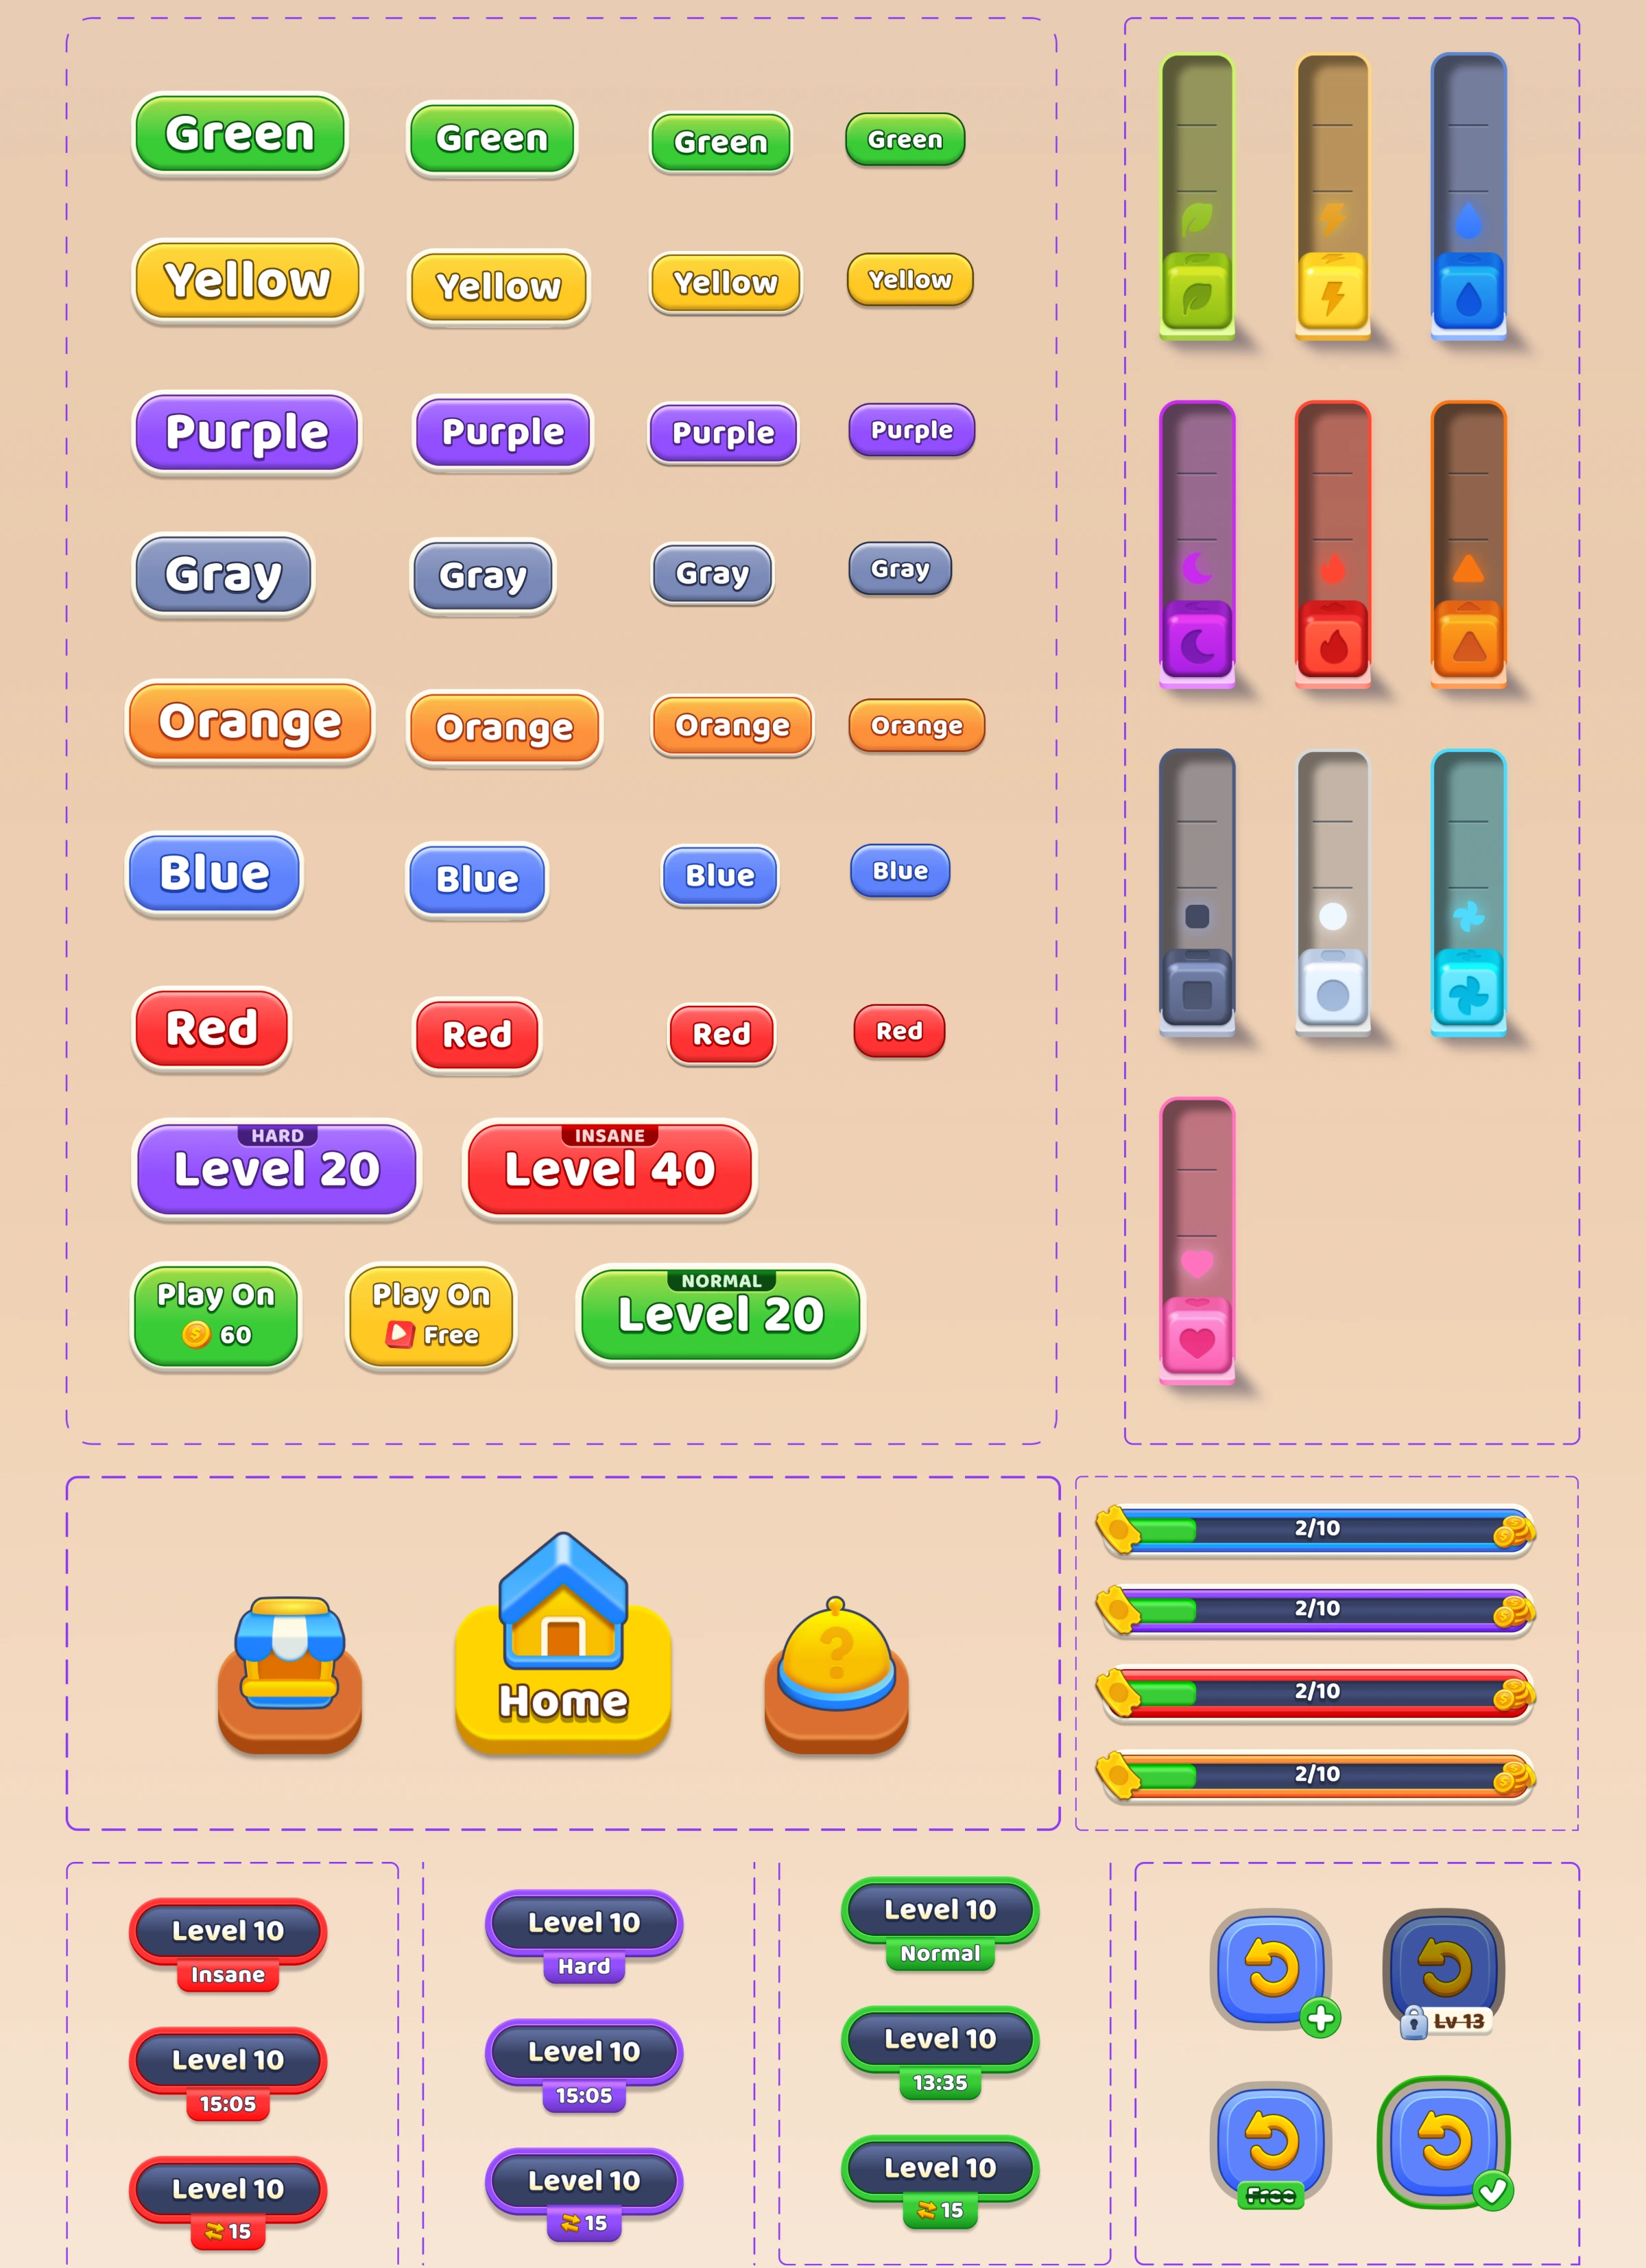 Green Green Green Green
Yellow Yellow Yellow Yellow
Purple Purple Purple Purple
Gray Gray Gray Gray
Orange Orange Orange Orange
Blue Blue Blue Blue
Red Red Red Red
HARD
Level 20
INSANE
Level 40
Play On
60
Play On
Free
NORMAL
Level 20
Home
?
2/10
2/10
2/10
2/10
Level 10
Insane
Level 10
15:05
Level 10
15
Level 10
Hard
Level 10
15:05
Level 10
15
Level 10
Normal
Level 10
13:35
Level 10
15
Lv 13
Free